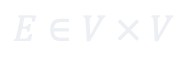 E ∈ V × V